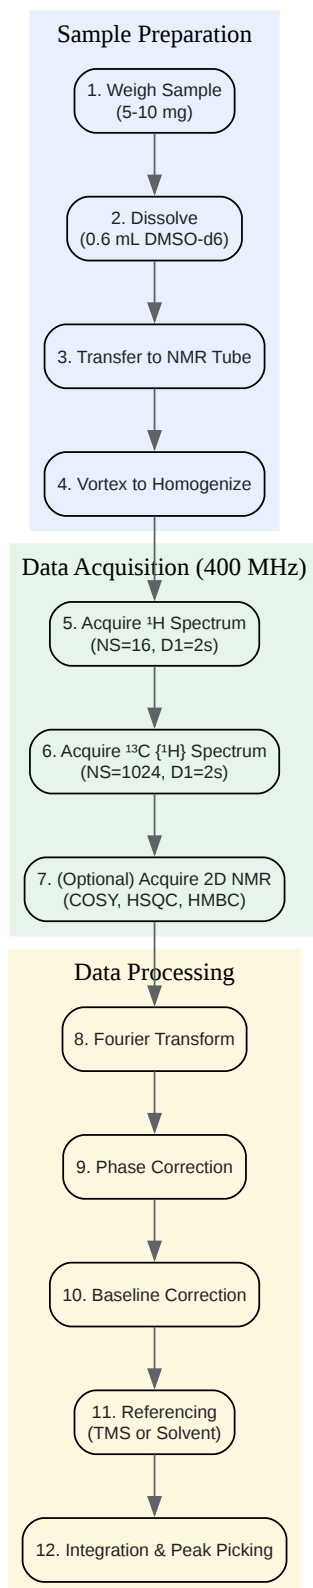 Sample Preparation
1. Weigh Sample
(5-10 mg)
2. Dissolve
(0.6 mL DMSO-d6)
3. Transfer to NMR Tube
4. Vortex to Homogenize
Data Acquisition (400 MHz)
5. Acquire ¹H Spectrum
(NS=16, D1=2s)
6. Acquire ¹³C {¹H} Spectrum
(NS=1024, D1=2s)
7. (Optional) Acquire 2D NMR
(COSY, HSQC, HMBC)
Data Processing
8. Fourier Transform
9. Phase Correction
10. Baseline Correction
11. Referencing
(TMS or Solvent)
12. Integration & Peak Picking